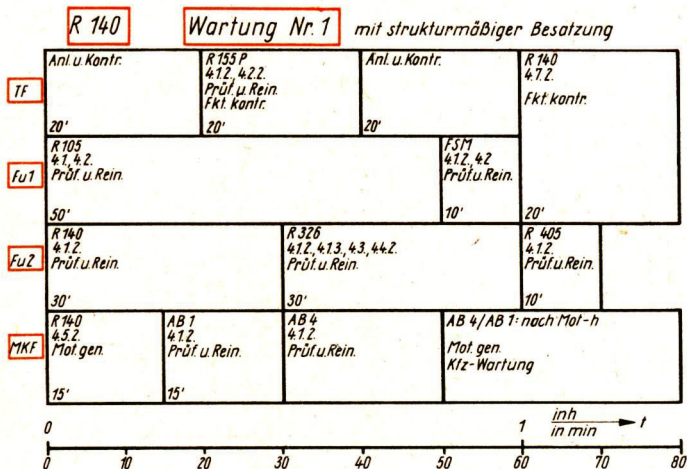 R 140 Wartung Nr. 1 mit strukturmäßiger Besatzung
TF
Anl. u. Kontr.
20'
R 155 P
4.1.2., 4.2.2.
Prüf. u. Rein.
Fkt. kontr.
20'
Anl. u. Kontr.
20'
R 140
4.7.2.
Fkt. kontr.
20'
Fu1
R 105
4.1., 4.2.
Prüf. u. Rein.
50'
FSM
4.1.2., 4.2
Prüf. u. Rein.
10'
Fu2
R 140
4.1.2.
Prüf. u. Rein.
30'
R 326
4.1.2., 4.1.3., 4.3., 4.4.2.
Prüf. u. Rein.
30'
R 405
4.1.2.
Prüf. u. Rein.
10'
MKF
R 140
4.5.2.
Mot. gen.
15'
AB 1
4.1.2.
Prüf. u. Rein.
15'
AB 4
4.1.2.
Prüf. u. Rein.
AB 4 / AB 1: nach Mot-h
Mot. gen.
Kfz-Wartung
0 1 in h t
in min
0 10 20 30 40 50 60 70 80